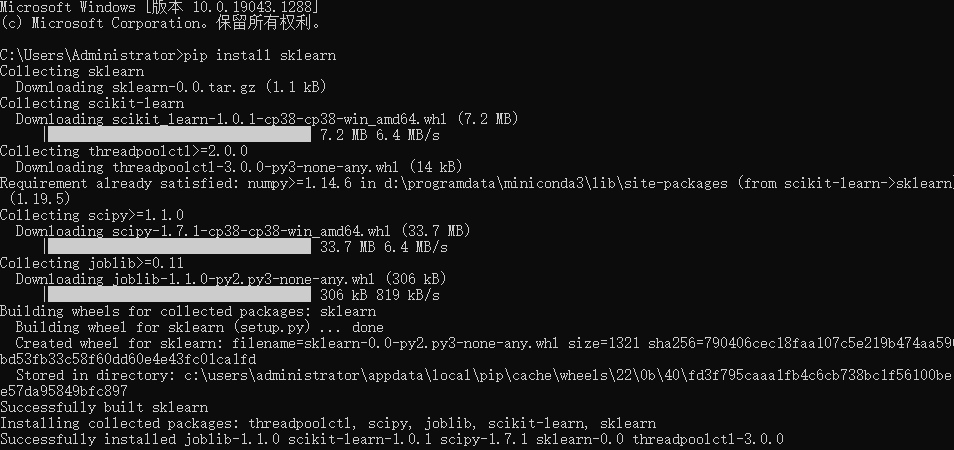 Microsoft Windows [版本 10.0.19043.1288]
(c) Microsoft Corporation。保留所有权利。
C:\Users\Administrator>pip install sklearn
Collecting sklearn
Downloading sklearn-0.0.tar.gz (1.1 kB)
Collecting scikit-learn
Downloading scikit_learn-1.0.1-cp38-cp38-win_amd64.whl (7.2 MB)
7.2 MB 6.4 MB/s
Collecting threadpoolctl>=2.0.0
Downloading threadpoolctl-3.0.0-py3-none-any.whl (14 kB)
Requirement already satisfied: numpy>=1.14.6 in d:\programdata\miniconda3\lib\site-packages (from scikit-learn->sklearn)
(1.19.5)
Collecting scipy>=1.1.0
Downloading scipy-1.7.1-cp38-cp38-win_amd64.whl (33.7 MB)
33.7 MB 6.4 MB/s
Collecting joblib>=0.11
Downloading joblib-1.1.0-py2.py3-none-any.whl (306 kB)
306 kB 819 kB/s
Building wheels for collected packages: sklearn
Building wheel for sklearn (setup.py) ... done
Created wheel for sklearn: filename=sklearn-0.0-py2.py3-none-any.whl size=1321 sha256=790406cec18faa107c5e219b474aa590
bd53fb33c58f60dd60e4e43fc01ca1fd
Stored in directory: c:\users\administrator\appdata\local\pip\cache\wheels\22\0b\40\fd3f795caaa1fb4c6cb738bc1f56100be
e57da95849bfc897
Successfully built sklearn
Installing collected packages: threadpoolctl, scipy, joblib, scikit-learn, sklearn
Successfully installed joblib-1.1.0 scikit-learn-1.0.1 scipy-1.7.1 sklearn-0.0 threadpoolctl-3.0.0